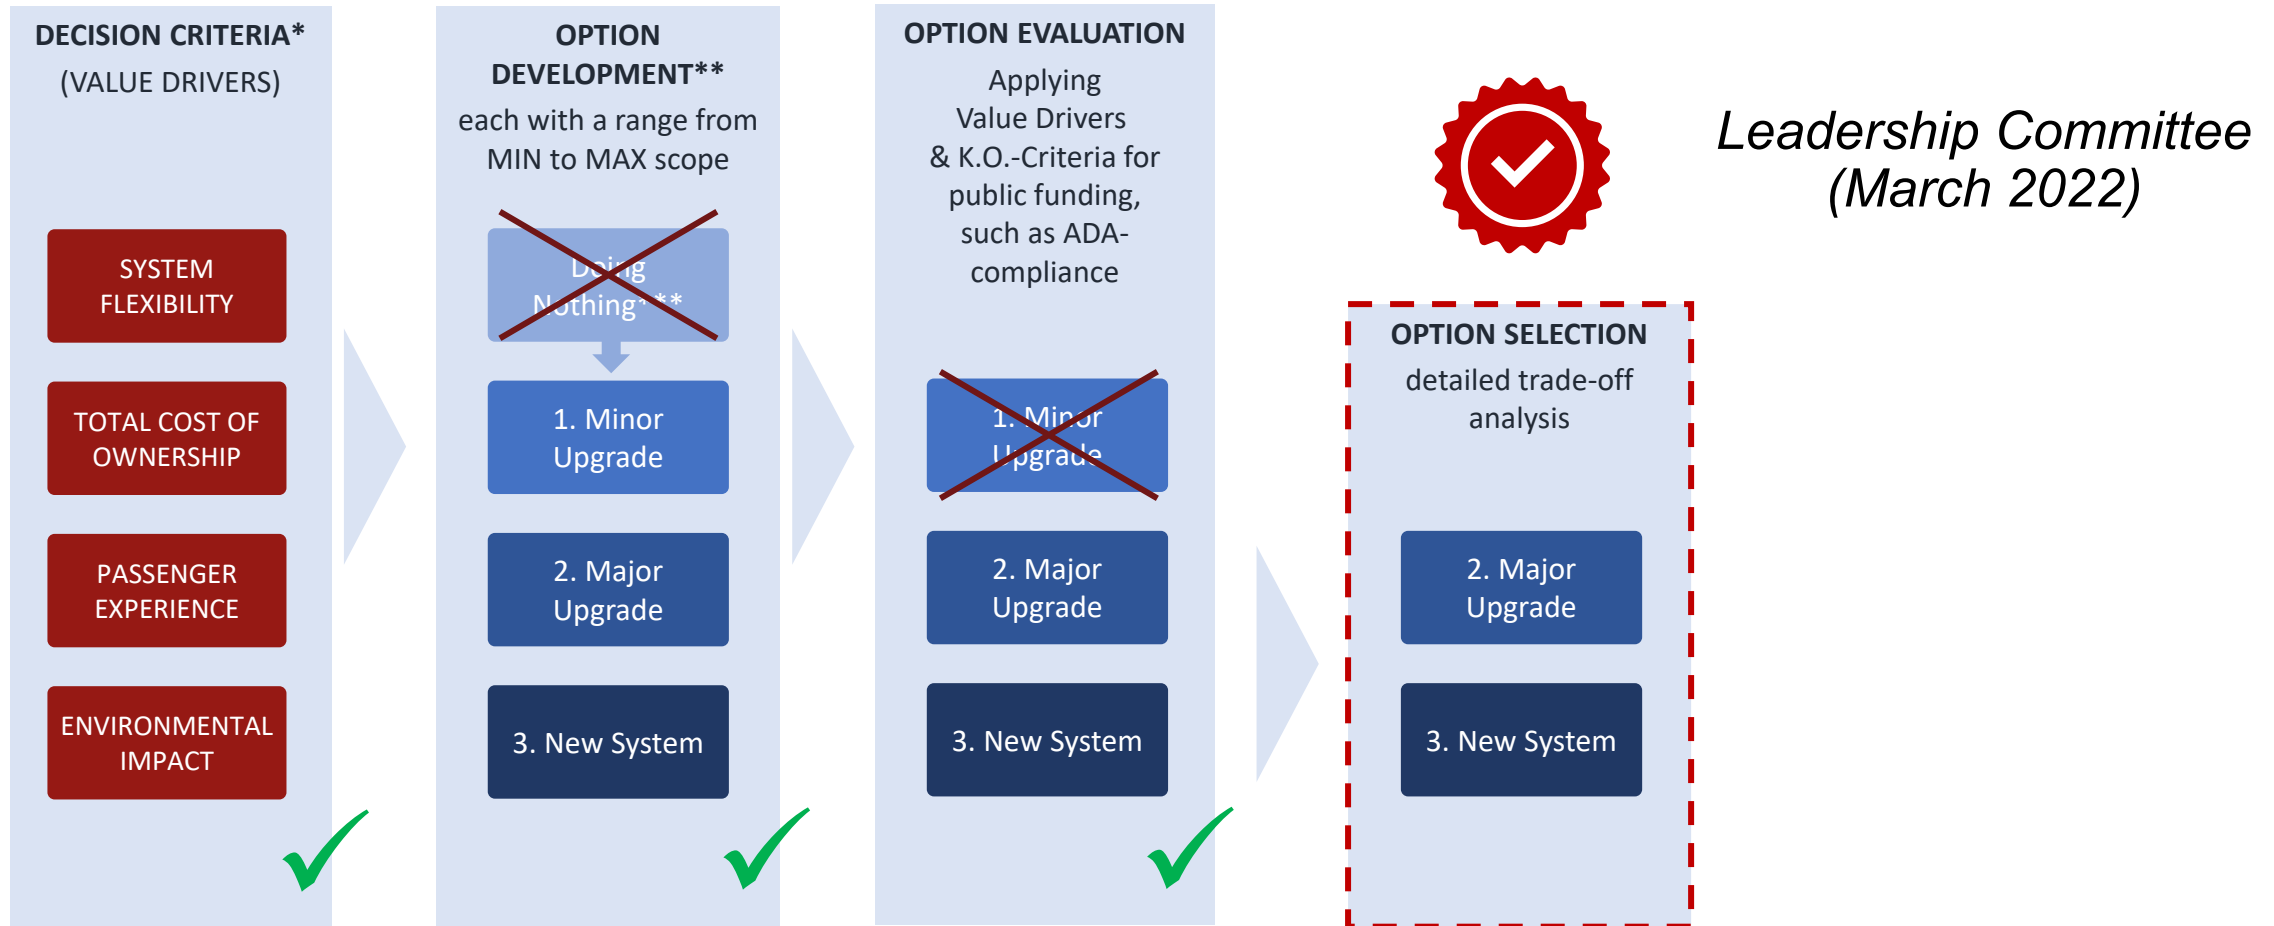 DECISION CRITERIA*
(VALUE DRIVERS)
SYSTEM
FLEXIBILITY
TOTAL COST OF
OWNERSHIP
PASSENGER
EXPERIENCE
ENVIRONMENTAL
IMPACT
OPTION
DEVELOPMENT**
each with a range from
MIN to MAX scope
Doing
Nothing***
1. Minor
Upgrade
2. Major
Upgrade
3. New System
OPTION EVALUATION
Applying
Value Drivers
& K.O.-Criteria for
public funding,
such as ADA-
compliance
1. Minor
Upgrade
2. Major
Upgrade
3. New System
OPTION SELECTION
detailed trade-off
analysis
2. Major
Upgrade
3. New System
Leadership Committee
(March 2022)